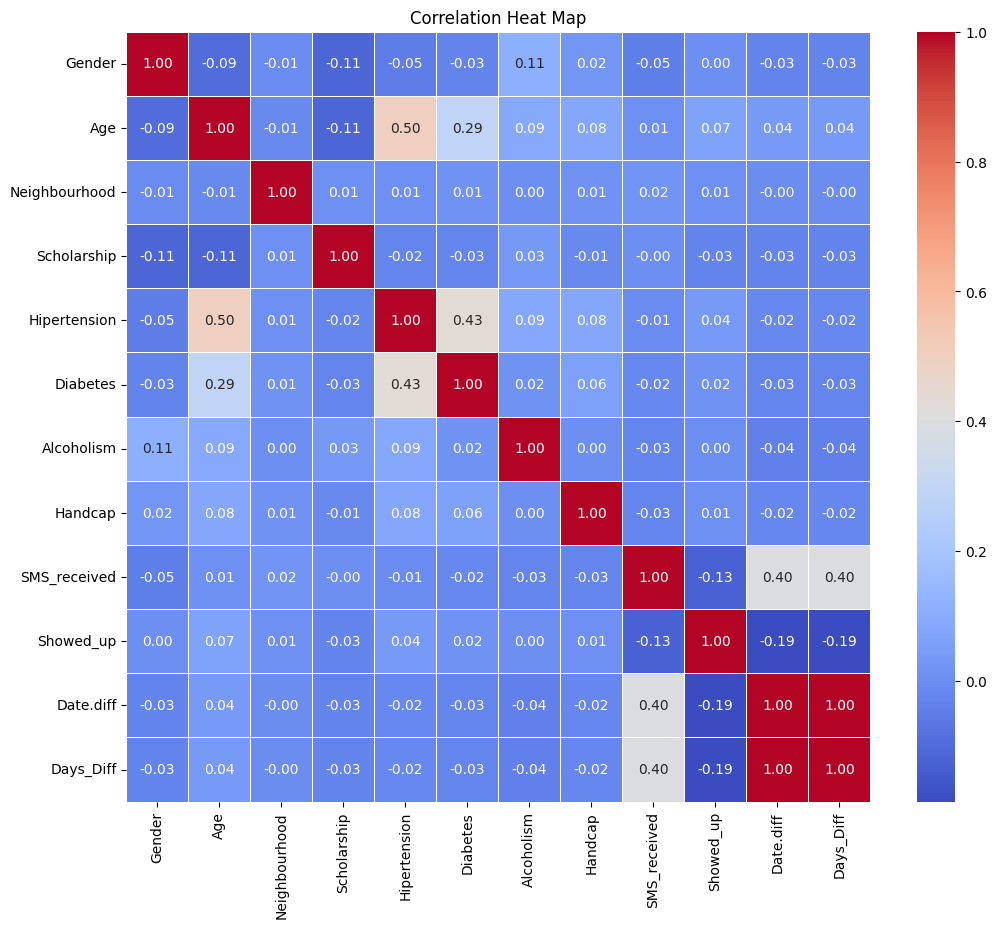 Correlation Heat Map
Gender 1.00 -0.09 -0.01 -0.11 -0.05 -0.03 0.11 0.02 -0.05 0.00 -0.03 -0.03
Age -0.09 1.00 -0.01 -0.11 0.50 0.29 0.09 0.08 0.01 0.07 0.04 0.04
Neighbourhood -0.01 -0.01 1.00 0.01 0.01 0.01 0.00 0.01 0.02 0.01 -0.00 -0.00
Scholarship -0.11 -0.11 0.01 1.00 -0.02 -0.03 0.03 -0.01 -0.00 -0.03 -0.03 -0.03
Hipertension -0.05 0.50 0.01 -0.02 1.00 0.43 0.09 0.08 -0.01 0.04 -0.02 -0.02
Diabetes -0.03 0.29 0.01 -0.03 0.43 1.00 0.02 0.06 -0.02 0.02 -0.03 -0.03
Alcoholism 0.11 0.09 0.00 0.03 0.09 0.02 1.00 0.00 -0.03 0.00 -0.04 -0.04
Handcap 0.02 0.08 0.01 -0.01 0.08 0.06 0.00 1.00 -0.03 0.01 -0.02 -0.02
SMS_received -0.05 0.01 0.02 -0.00 -0.01 -0.02 -0.03 -0.03 1.00 -0.13 0.40 0.40
Showed_up 0.00 0.07 0.01 -0.03 0.04 0.02 0.00 0.01 -0.13 1.00 -0.19 -0.19
Date.diff -0.03 0.04 -0.00 -0.03 -0.02 -0.03 -0.04 -0.02 0.40 -0.19 1.00 1.00
Days_Diff -0.03 0.04 -0.00 -0.03 -0.02 -0.03 -0.04 -0.02 0.40 -0.19 1.00 1.00
Gender Age Neighbourhood Scholarship Hipertension Diabetes Alcoholism Handcap SMS_received Showed_up Date.diff Days_Diff
1.0
0.8
0.6
0.4
0.2
0.0